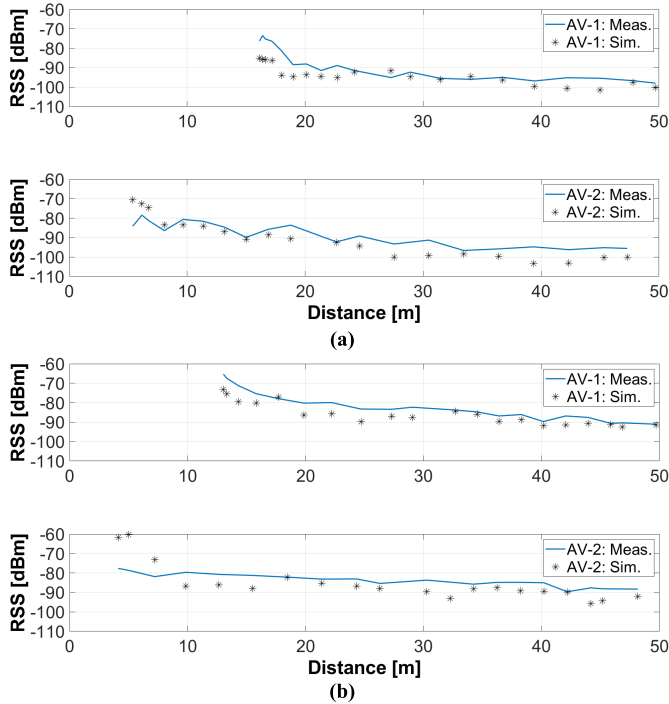 -60
-70
-80
-90
-100
-110
RSS [dBm]
AV-1: Meas.
AV-1: Sim.
0 10 20 30 40 50
-60
-70
-80
-90
-100
-110
RSS [dBm]
AV-2: Meas.
AV-2: Sim.
0 10 20 30 40 50
Distance [m]
(a)
-60
-70
-80
-90
-100
-110
RSS [dBm]
AV-1: Meas.
AV-1: Sim.
0 10 20 30 40 50
-60
-70
-80
-90
-100
-110
RSS [dBm]
AV-2: Meas.
AV-2: Sim.
0 10 20 30 40 50
Distance [m]
(b)